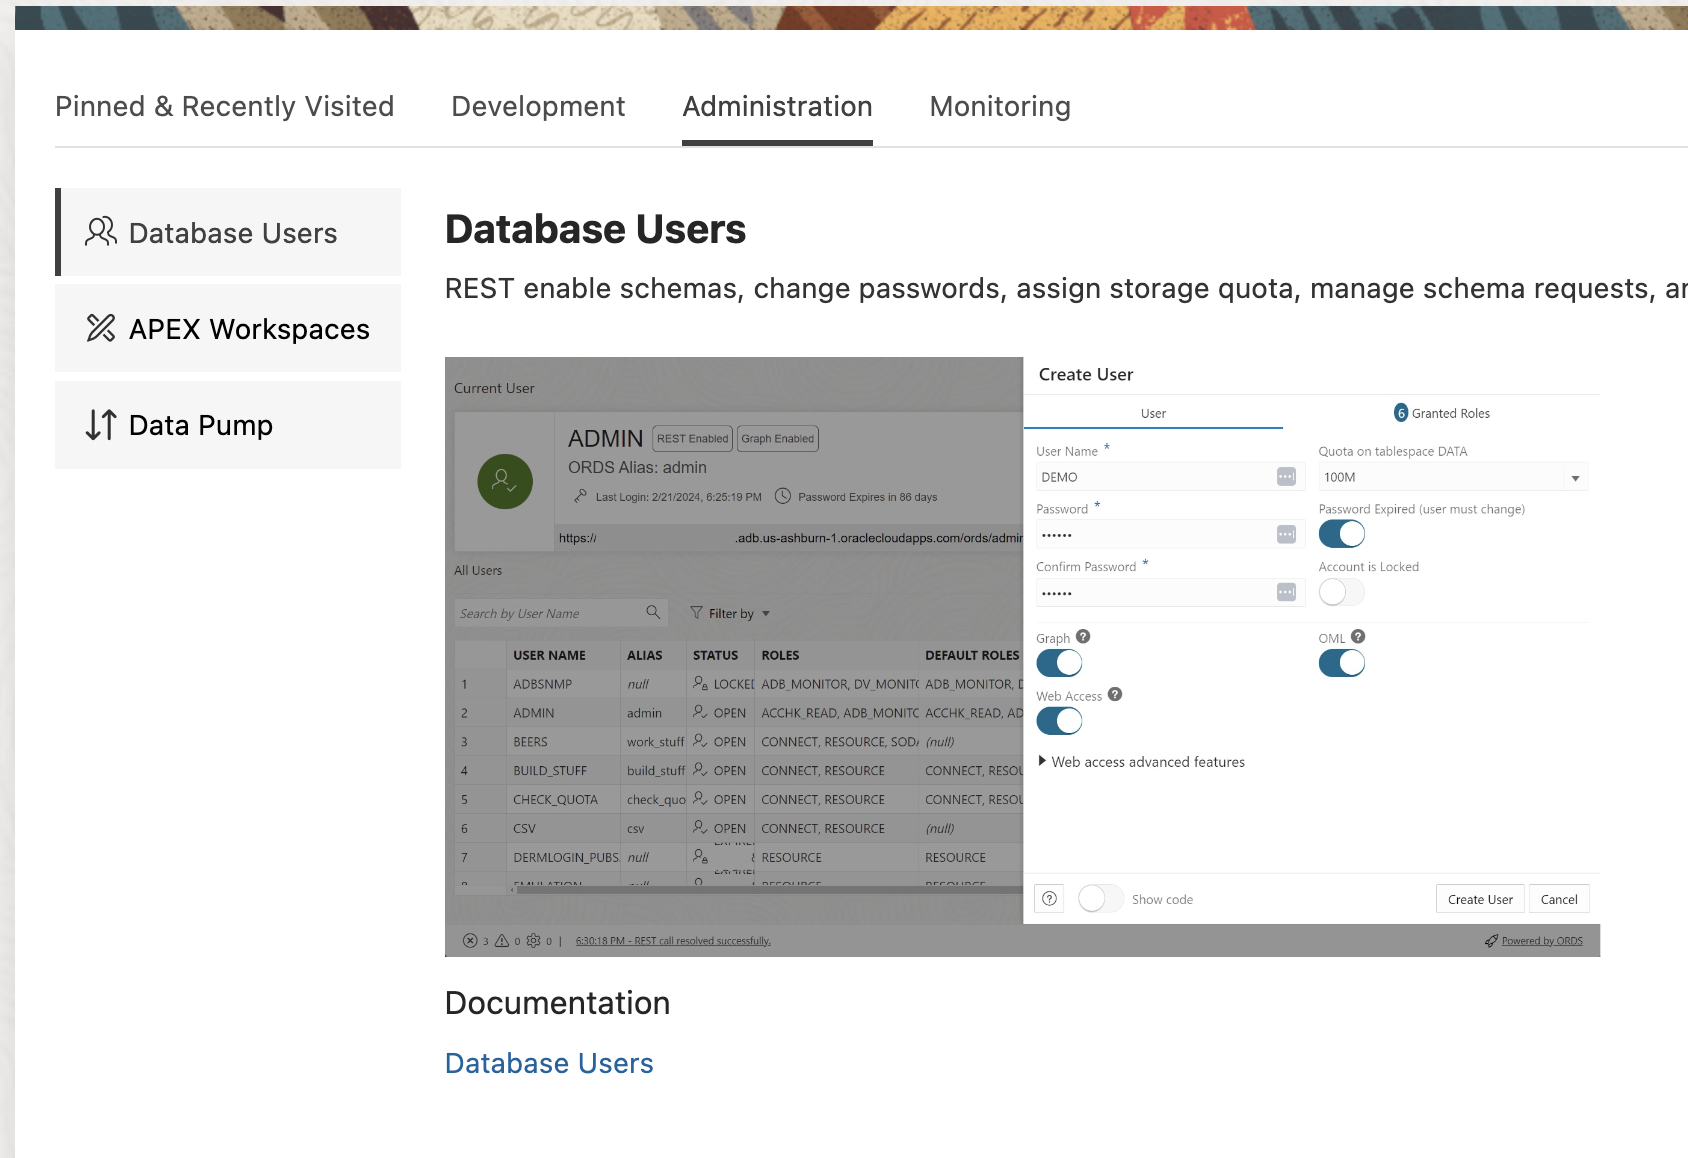 Pinned & Recently Visited Development Administration Monitoring
Database Users
APEX Workspaces
Data Pump
Database Users
REST enable schemas, change passwords, assign storage quota, manage schema requests,
Current User
ADMIN REST Enabled Graph Enabled
ORDS Alias: admin
Last Login: 2/21/2024, 6:25:19 PM Password Expires in 86 days
https:// .adb.us-ashburn-1.oraclecloudapps.com/ords/admin
All Users
Search by User Name Filter by
USER NAME ALIAS STATUS ROLES DEFAULT ROLES
1 ADBSNMP null LOCKED ADB_MONITOR, DV_MONITO ADB_MONITOR, D
2 ADMIN admin OPEN ACCHK_READ, ADB_MONITO ACCHK_READ, AD
3 BEERS work_stuff OPEN CONNECT, RESOURCE, SODA (null)
4 BUILD_STUFF build_stuff OPEN CONNECT, RESOURCE CONNECT, RESOU
5 CHECK_QUOTA check_quo OPEN CONNECT, RESOURCE CONNECT, RESOU
6 CSV csv OPEN CONNECT, RESOURCE (null)
7 DERMLOGIN_PUBS null RESOURCE RESOURCE
8 EMULATION null RESOURCE RESOURCE
Create User
User 6 Granted Roles
User Name * Quota on tablespace DATA
DEMO 100M
Password * Password Expired (user must change)
••••••
Confirm Password * Account is Locked
••••••
Graph OML
Web Access
Web access advanced features
Show code Create User Cancel
3 0 0 | 6:30:18 PM - REST call resolved successfully. Powered by ORDS
Documentation
Database Users